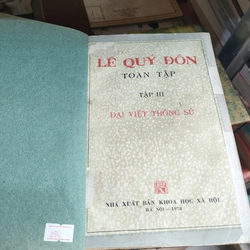 LÊ QUÝ ĐÔN
TOÀN TẬP
TẬP III
ĐẠI VIỆT THÔNG SỬ
NHÀ XUẤT BẢN KHOA HỌC XÃ HỘI
HÀ NỘI — 1978